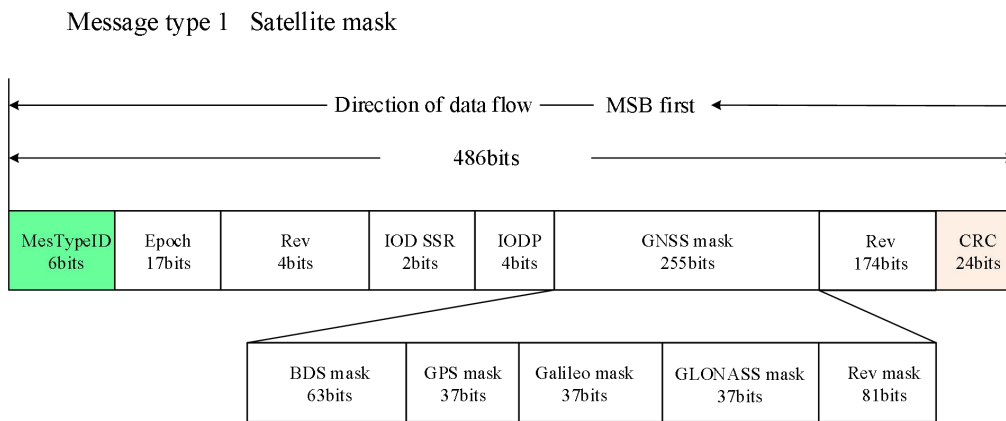 Message type 1 Satellite mask
Direction of data flow MSB first
486bits
MesTypeID
6bits
Epoch
17bits
Rev
4bits
IOD SSR
2bits
IODP
4bits
GNSS mask
255bits
Rev
174bits
CRC
24bits
BDS mask
63bits
GPS mask
37bits
Galileo mask
37bits
GLONASS mask
37bits
Rev mask
81bits